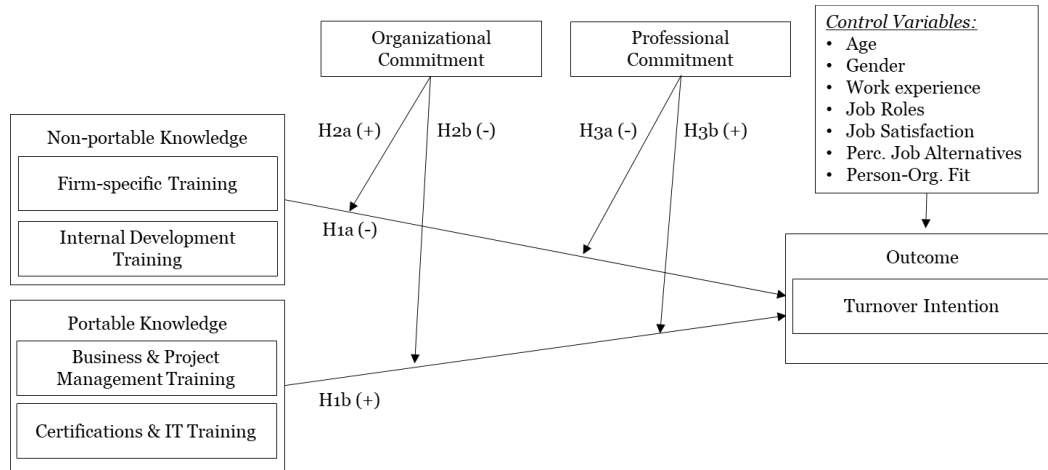 Organizational
Commitment
Professional
Commitment
Control Variables:
• Age
• Gender
• Work experience
• Job Roles
• Job Satisfaction
• Perc. Job Alternatives
• Person-Org. Fit
H2a (+)
H2b (-)
H3a (-)
H3b (+)
Non-portable Knowledge
Firm-specific Training
Internal Development
Training
H1a (-)
Outcome
Turnover Intention
Portable Knowledge
Business & Project
Management Training
Certifications & IT Training
H1b (+)